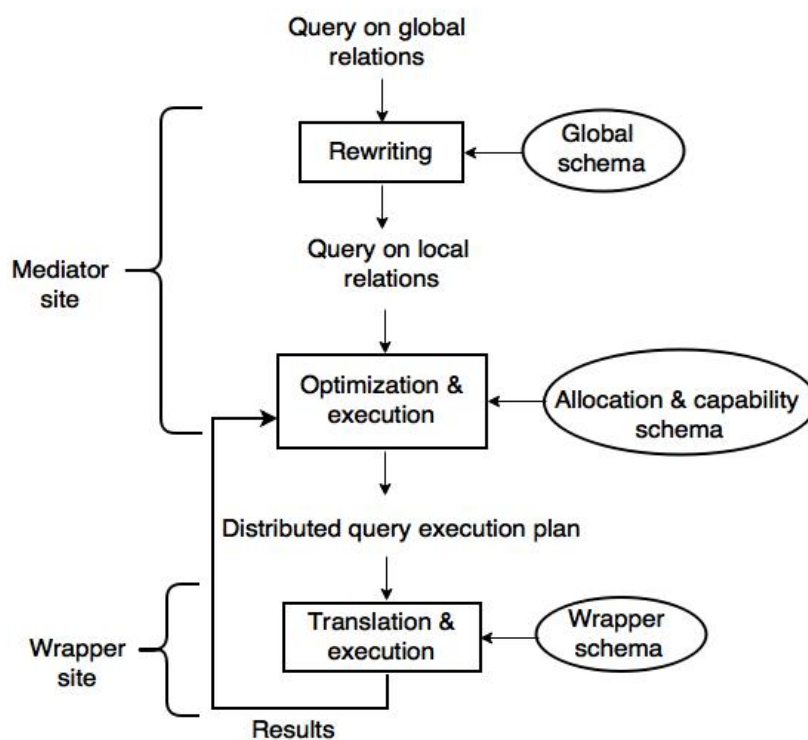 Query on global
relations
Rewriting
Global
schema
Query on local
relations
Mediator
site
Optimization &
execution
Allocation & capability
schema
Distributed query execution plan
Translation &
execution
Wrapper
schema
Wrapper
site
Results